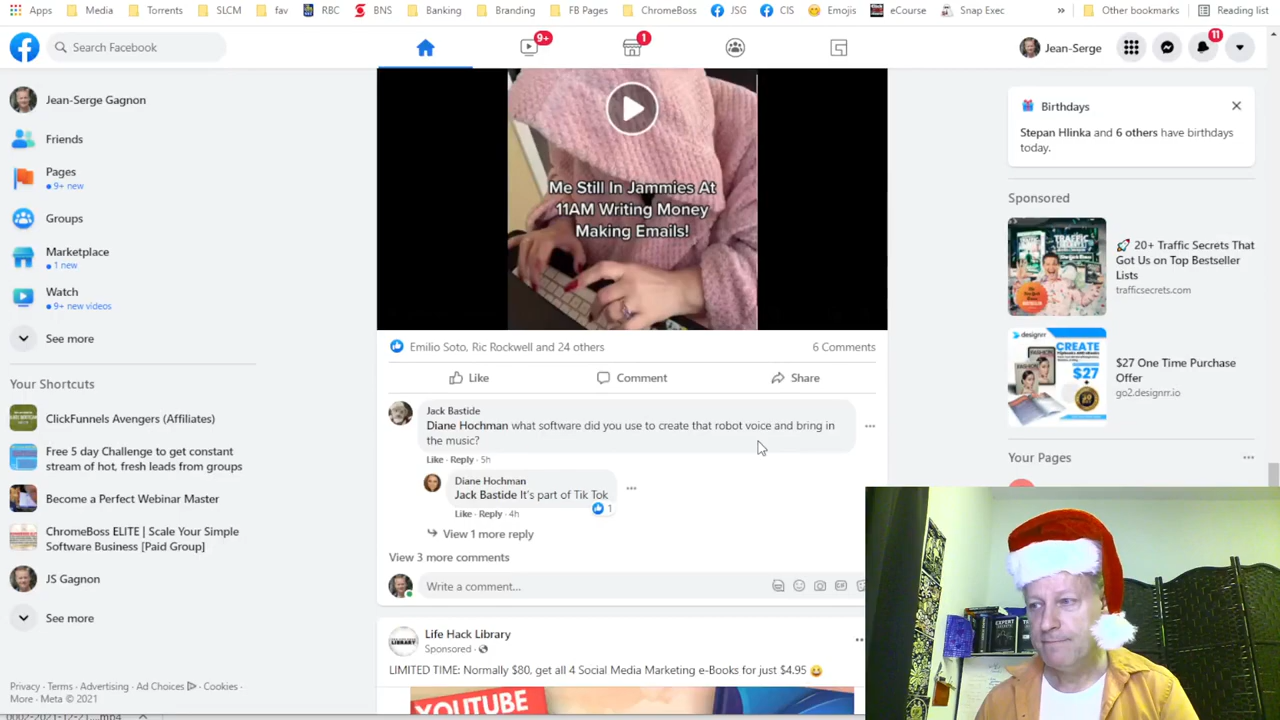 Apps Media Torrents SLCM fav RBC BNS Banking Branding FB Pages ChromeBoss JSG CIS Emojis eCourse Snap Exec » Other bookmarks Reading list
Search Facebook 9+ 1 Jean-Serge 11
Jean-Serge Gagnon
Friends
Pages
9+ new
Groups
Marketplace
1 new
Watch
9+ new videos
See more
Your Shortcuts
ClickFunnels Avengers (Affiliates)
Free 5 day Challenge to get constant
stream of hot, fresh leads from groups
Become a Perfect Webinar Master
ChromeBoss ELITE | Scale Your Simple
Software Business [Paid Group]
JS Gagnon
See more
Privacy · Terms · Advertising · Ad Choices · Cookies ·
More · Meta © 2021
Me Still In Jammies At
11AM Writing Money
Making Emails!
Emilio Soto, Ric Rockwell and 24 others 6 Comments
Like Comment Share
Jack Bastide
Diane Hochman what software did you use to create that robot voice and bring in
the music?
Like · Reply · 5h
Diane Hochman
Jack Bastide It's part of Tik Tok
1
Like · Reply · 4h
View 1 more reply
View 3 more comments
Write a comment...
GIF
Life Hack Library
Sponsored ·
LIMITED TIME: Normally $80, get all 4 Social Media Marketing e-Books for just $4.95
YOUTUBE
Birthdays
Stepan Hlinka and 6 others have birthdays
today.
Sponsored
20+ Traffic Secrets That
Got Us on Top Bestseller
Lists
trafficsecrets.com
designrr
CREATE
$27
$27 One Time Purchase
Offer
go2.designrr.io
Your Pages
EXPERT